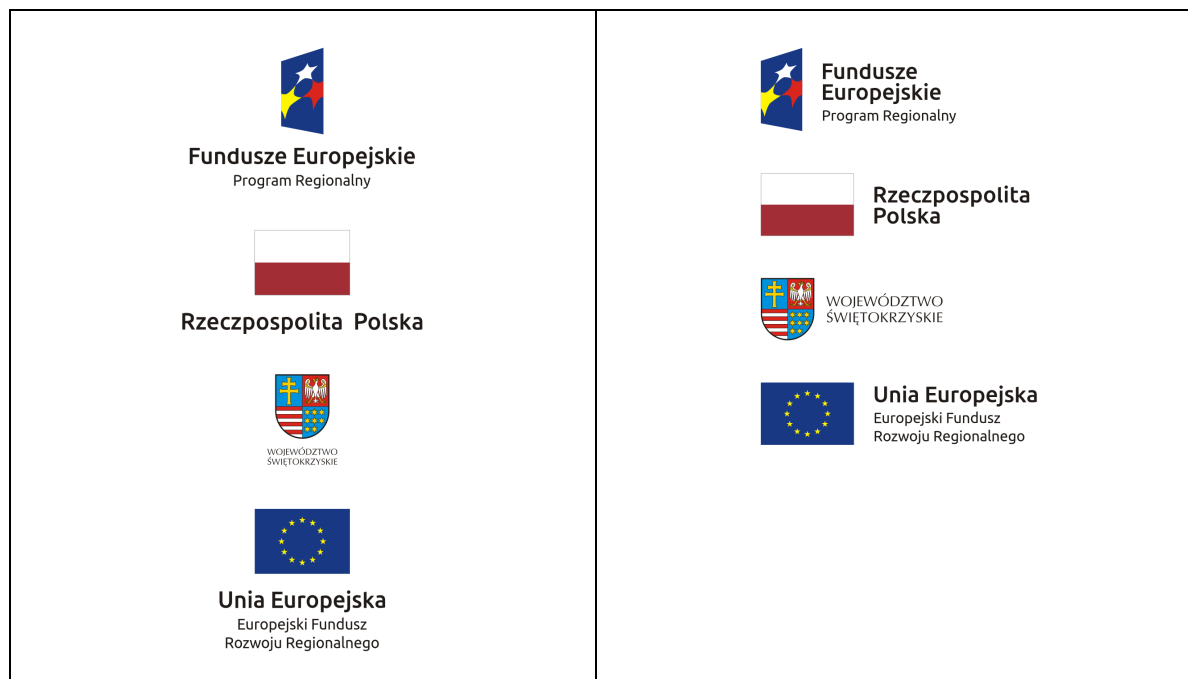 Fundusze Europejskie
Program Regionalny
Rzeczpospolita Polska
WOJEWÓDZTWO
ŚWIĘTOKRZYSKIE
Unia Europejska
Europejski Fundusz
Rozwoju Regionalnego
Fundusze
Europejskie
Program Regionalny
Rzeczpospolita
Polska
WOJEWÓDZTWO
ŚWIĘTOKRZYSKIE
Unia Europejska
Europejski Fundusz
Rozwoju Regionalnego